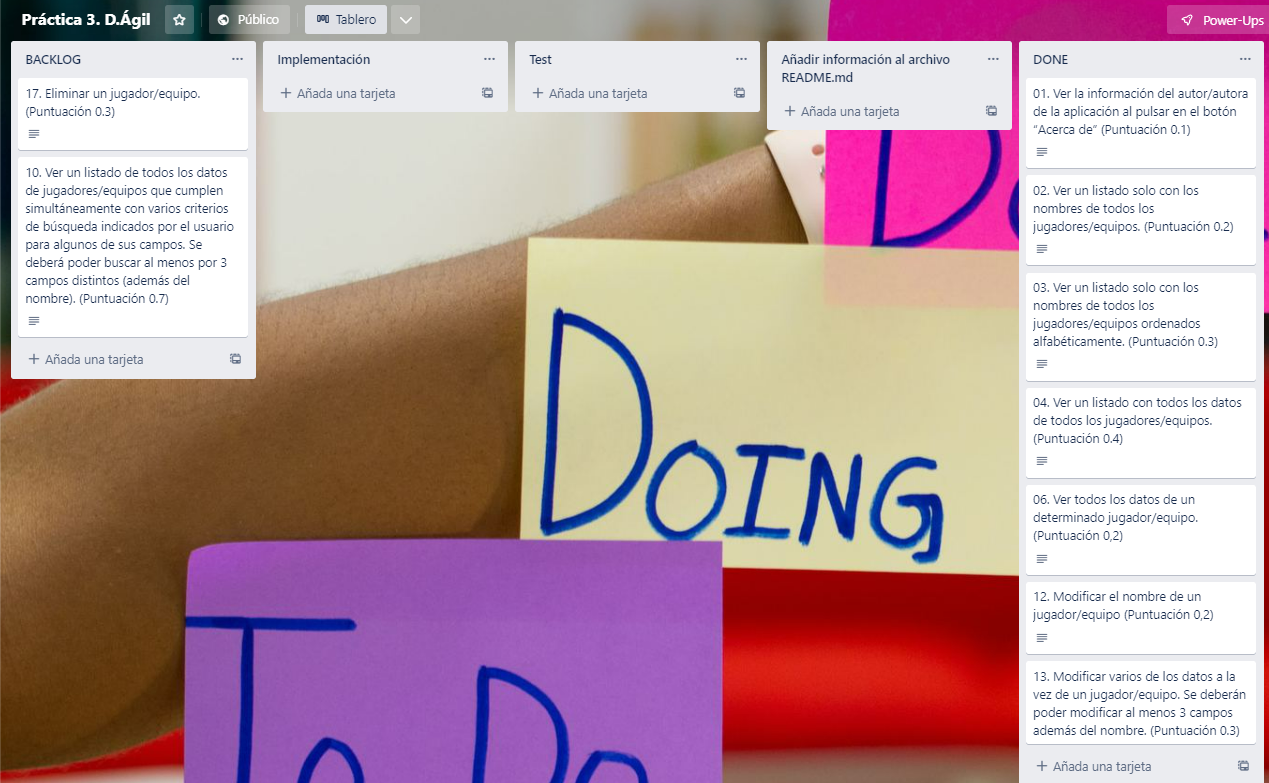 Práctica 3. D.Ágil
Público
Tablero
Power-Ups
BACKLOG
17. Eliminar un jugador/equipo.
(Puntuación 0.3)
10. Ver un listado de todos los datos
de jugadores/equipos que cumplen
simultáneamente con varios criterios
de búsqueda indicados por el usuario
para algunos de sus campos. Se
deberá poder buscar al menos por 3
campos distintos (además del
nombre). (Puntuación 0.7)
+ Añada una tarjeta
Implementación
+ Añada una tarjeta
Test
+ Añada una tarjeta
Añadir información al archivo
README.md
+ Añada una tarjeta
DONE
01. Ver la información del autor/autora
de la aplicación al pulsar en el botón
“Acerca de” (Puntuación 0.1)
02. Ver un listado solo con los
nombres de todos los
jugadores/equipos. (Puntuación 0.2)
03. Ver un listado solo con los
nombres de todos los
jugadores/equipos ordenados
alfabéticamente. (Puntuación 0.3)
04. Ver un listado con todos los datos
de todos los jugadores/equipos.
(Puntuación 0.4)
06. Ver todos los datos de un
determinado jugador/equipo.
(Puntuación 0,2)
12. Modificar el nombre de un
jugador/equipo (Puntuación 0,2)
13. Modificar varios de los datos a la
vez de un jugador/equipo. Se deberán
poder modificar al menos 3 campos
además del nombre. (Puntuación 0.3)
+ Añada una tarjeta
DOING
To Do